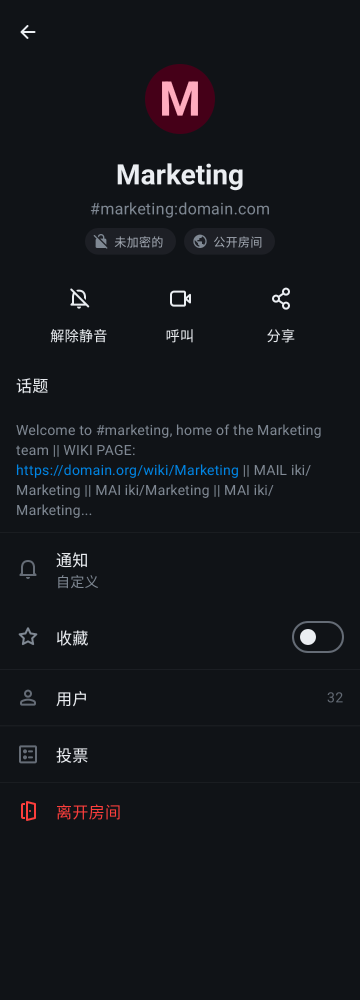 M
Marketing
#marketing:domain.com
未加密的
公开房间
解除静音
呼叫
分享
话题
Welcome to #marketing, home of the Marketing
team || WIKI PAGE:
https://domain.org/wiki/Marketing || MAIL iki/
Marketing || MAI iki/Marketing || MAI iki/
Marketing...
通知
自定义
收藏
用户
32
投票
离开房间